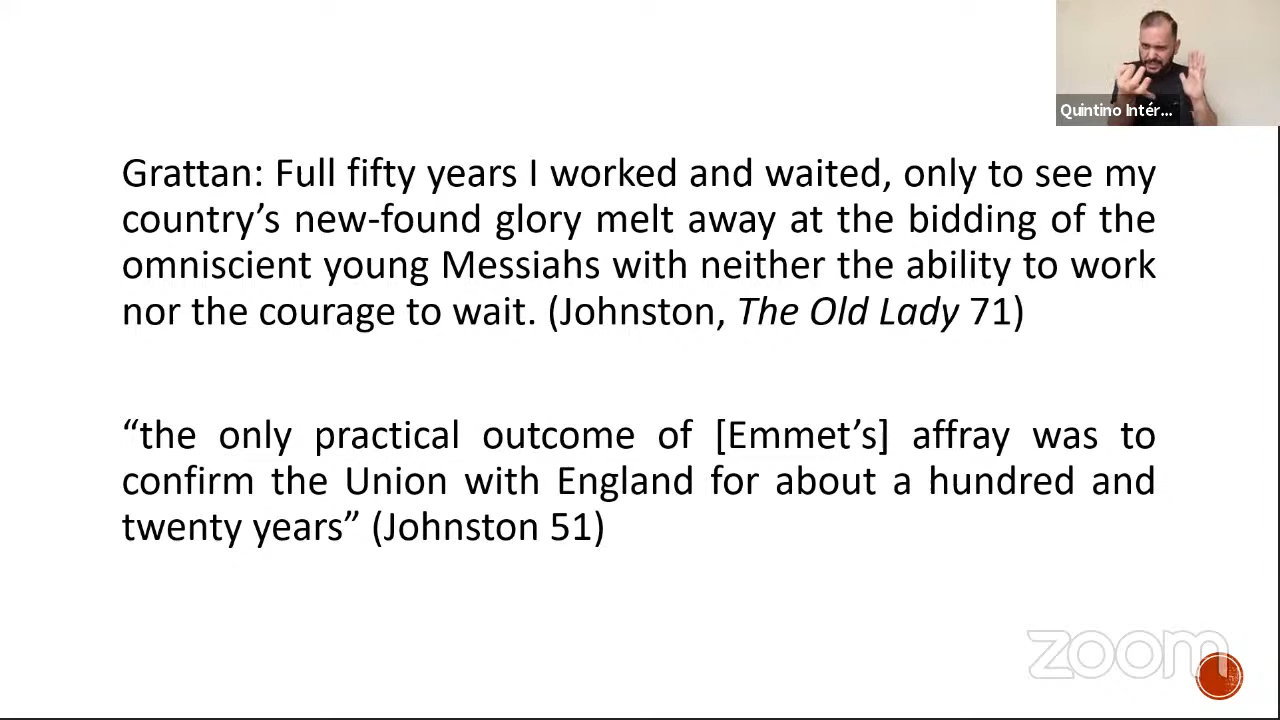 Quintino Intér...
Grattan: Full fifty years I worked and waited, only to see my
country’s new-found glory melt away at the bidding of the
omniscient young Messiahs with neither the ability to work
nor the courage to wait. (Johnston, The Old Lady 71)
“the only practical outcome of [Emmet’s] affray was to
confirm the Union with England for about a hundred and
twenty years” (Johnston 51)
zoom